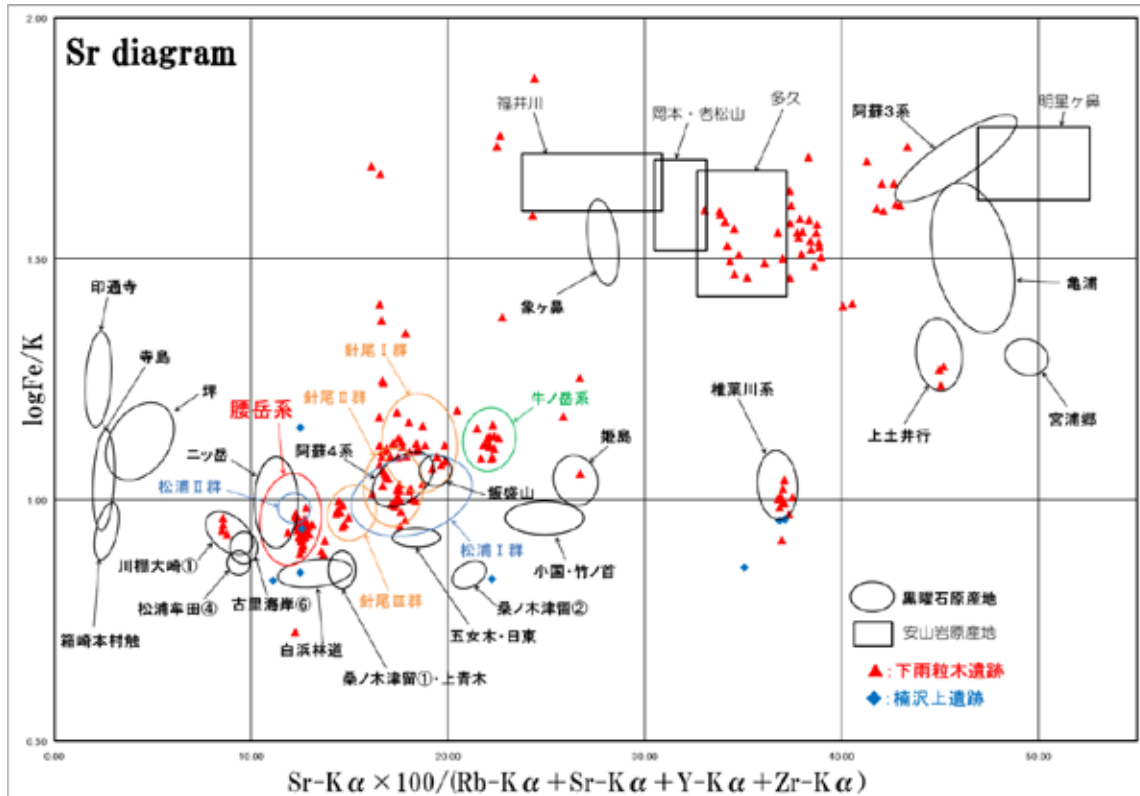 2.00
Sr diagram
福井川
岡本・老松山
多久
阿蘇3系
明星ヶ鼻
1.50
印通寺
寺島
坪
象ヶ鼻
亀浦
logFe/K
針尾Ⅰ群
針尾Ⅱ群
腰岳系
牛ノ岳系
椎葉川系
上土井行
宮浦郷
二ッ岳
阿蘇4系
姫島
松浦Ⅱ群
飯盛山
1.00
川棚大崎①
松浦Ⅰ群
小国・竹ノ首
松浦牟田④
古里海岸⑥
針尾Ⅲ群
桑ノ木津留②
箱崎本村触
白浜林道
五女木・日東
桑ノ木津留①・上青木
黒曜石原産地
安山岩原産地
:下雨粒木遺跡
:楠沢上遺跡
0.50
0.00
10.00
20.00
30.00
40.00
50.00
Sr-Kα×100/(Rb-Kα+Sr-Kα+Y-Kα+Zr-Kα)